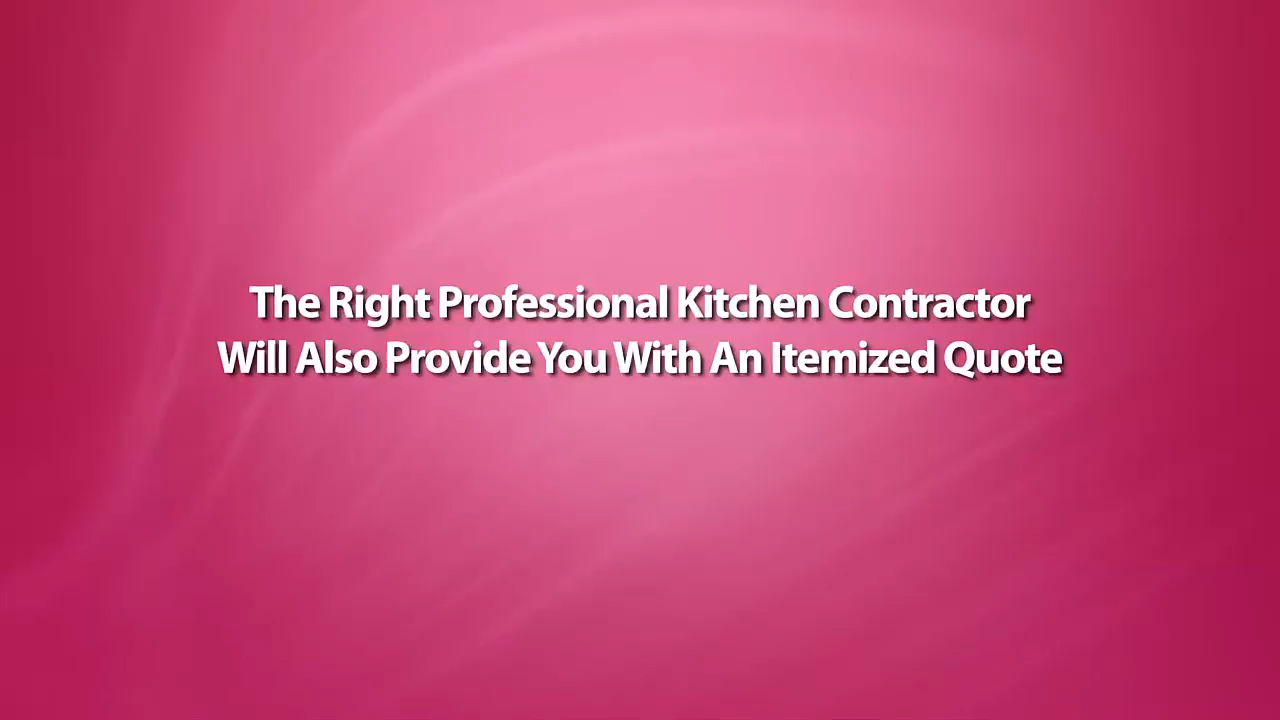 The Right Professional Kitchen Contractor
Will Also Provide You With An Itemized Quote